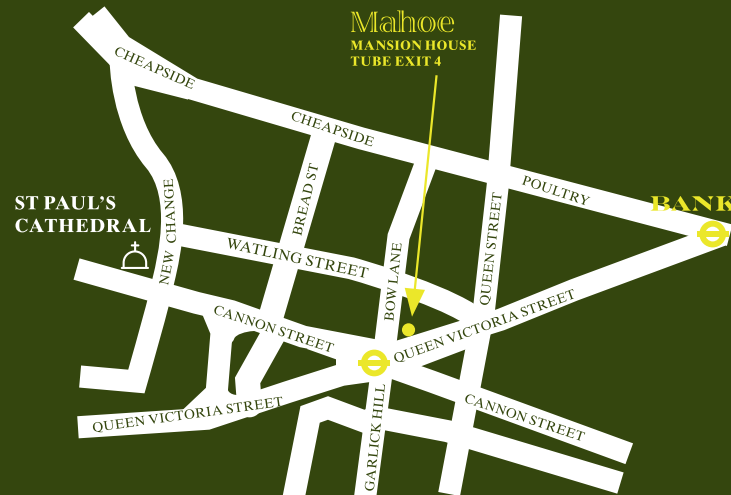 Mahoe
MANSION HOUSE
TUBE EXIT 4
CHEAPSIDE
CHEAPSIDE
POULTRY
BANK
ST PAUL'S
CATHEDRAL
NEW CHANGE
BREAD ST
WATLING STREET
BOW LANE
QUEEN STREET
CANNON STREET
QUEEN VICTORIA STREET
QUEEN VICTORIA STREET
GARLICK HILL
CANNON STREET